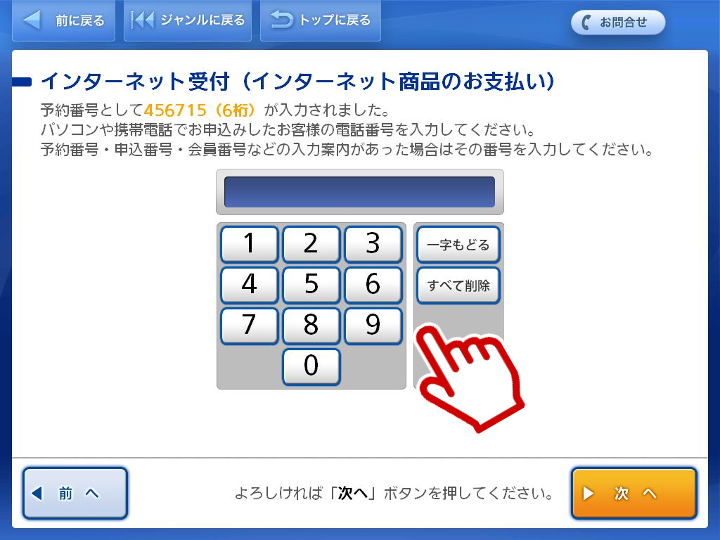 前に戻る
ジャンルに戻る
トップに戻る
お問合せ
インターネット受付（インターネット商品のお支払い）
予約番号として456715（6桁）が入力されました。
パソコンや携帯電話でお申込みしたお客様の電話番号を入力してください。
予約番号・申込番号・会員番号などの入力案内があった場合はその番号を入力してください。
1 2 3 一字もどる
4 5 6 すべて削除
7 8 9
0
前 へ
よろしければ「次へ」ボタンを押してください。
次 へ